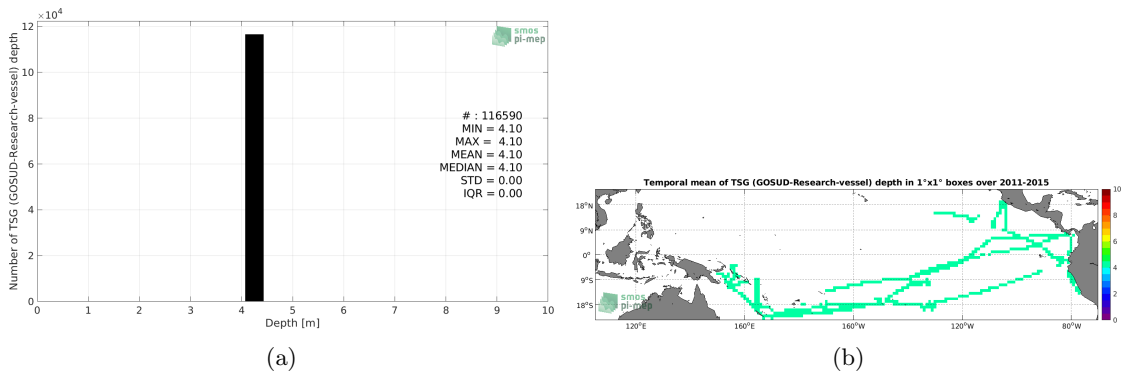 ×10⁴
12
10
8
6
4
2
0
Number of TSG (GOSUD-Research-vessel) depth
smos
pi-mep
# : 116590
MIN = 4.10
MAX = 4.10
MEAN = 4.10
MEDIAN = 4.10
STD = 0.00
IQR = 0.00
0 1 2 3 4 5 6 7 8 9 10
Depth [m]
(a)
Temporal mean of TSG (GOSUD-Research-vessel) depth in 1°x1° boxes over 2011-2015
18°N
9°N
0°
9°S
18°S
smos
pi-mep
120°E 160°E 160°W 120°W 80°W
10
8
6
4
2
0
(b)